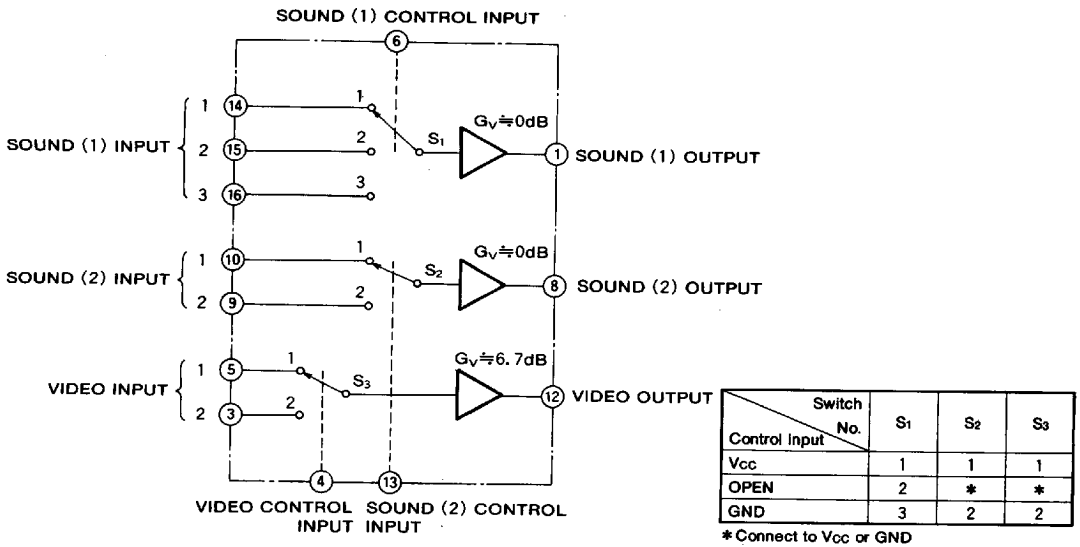 SOUND (1) CONTROL INPUT
6
1 14 1 Gv≒0dB
SOUND (1) INPUT 2 15 2 S1 1 SOUND (1) OUTPUT
3 16 3
1 10 1 Gv≒0dB
SOUND (2) INPUT S2 8 SOUND (2) OUTPUT
2 9 2
1 5 1 Gv≒6.7dB
VIDEO INPUT S3 12 VIDEO OUTPUT
2 3 2
4 13
VIDEO CONTROL SOUND (2) CONTROL
INPUT INPUT
Switch
No. S1 S2 S3
Control Input
Vcc 1 1 1
OPEN 2 * *
GND 3 2 2
*Connect to Vcc or GND